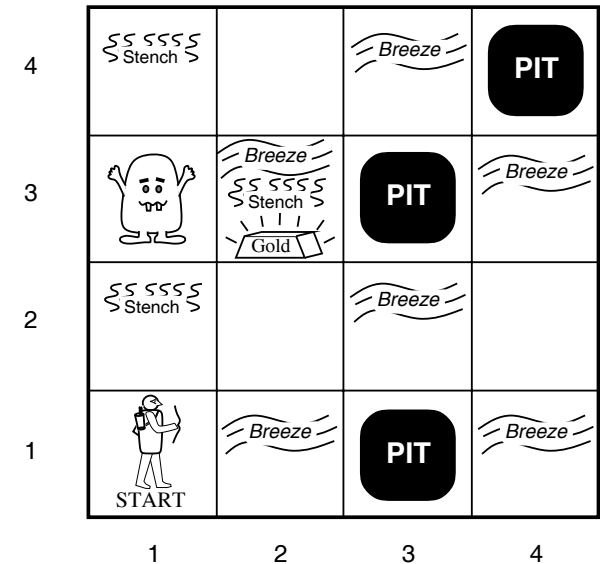 4
Stench
Breeze
PIT
3
Breeze
Stench
Gold
PIT
Breeze
2
Stench
Breeze
1
START
Breeze
PIT
Breeze
1 2 3 4